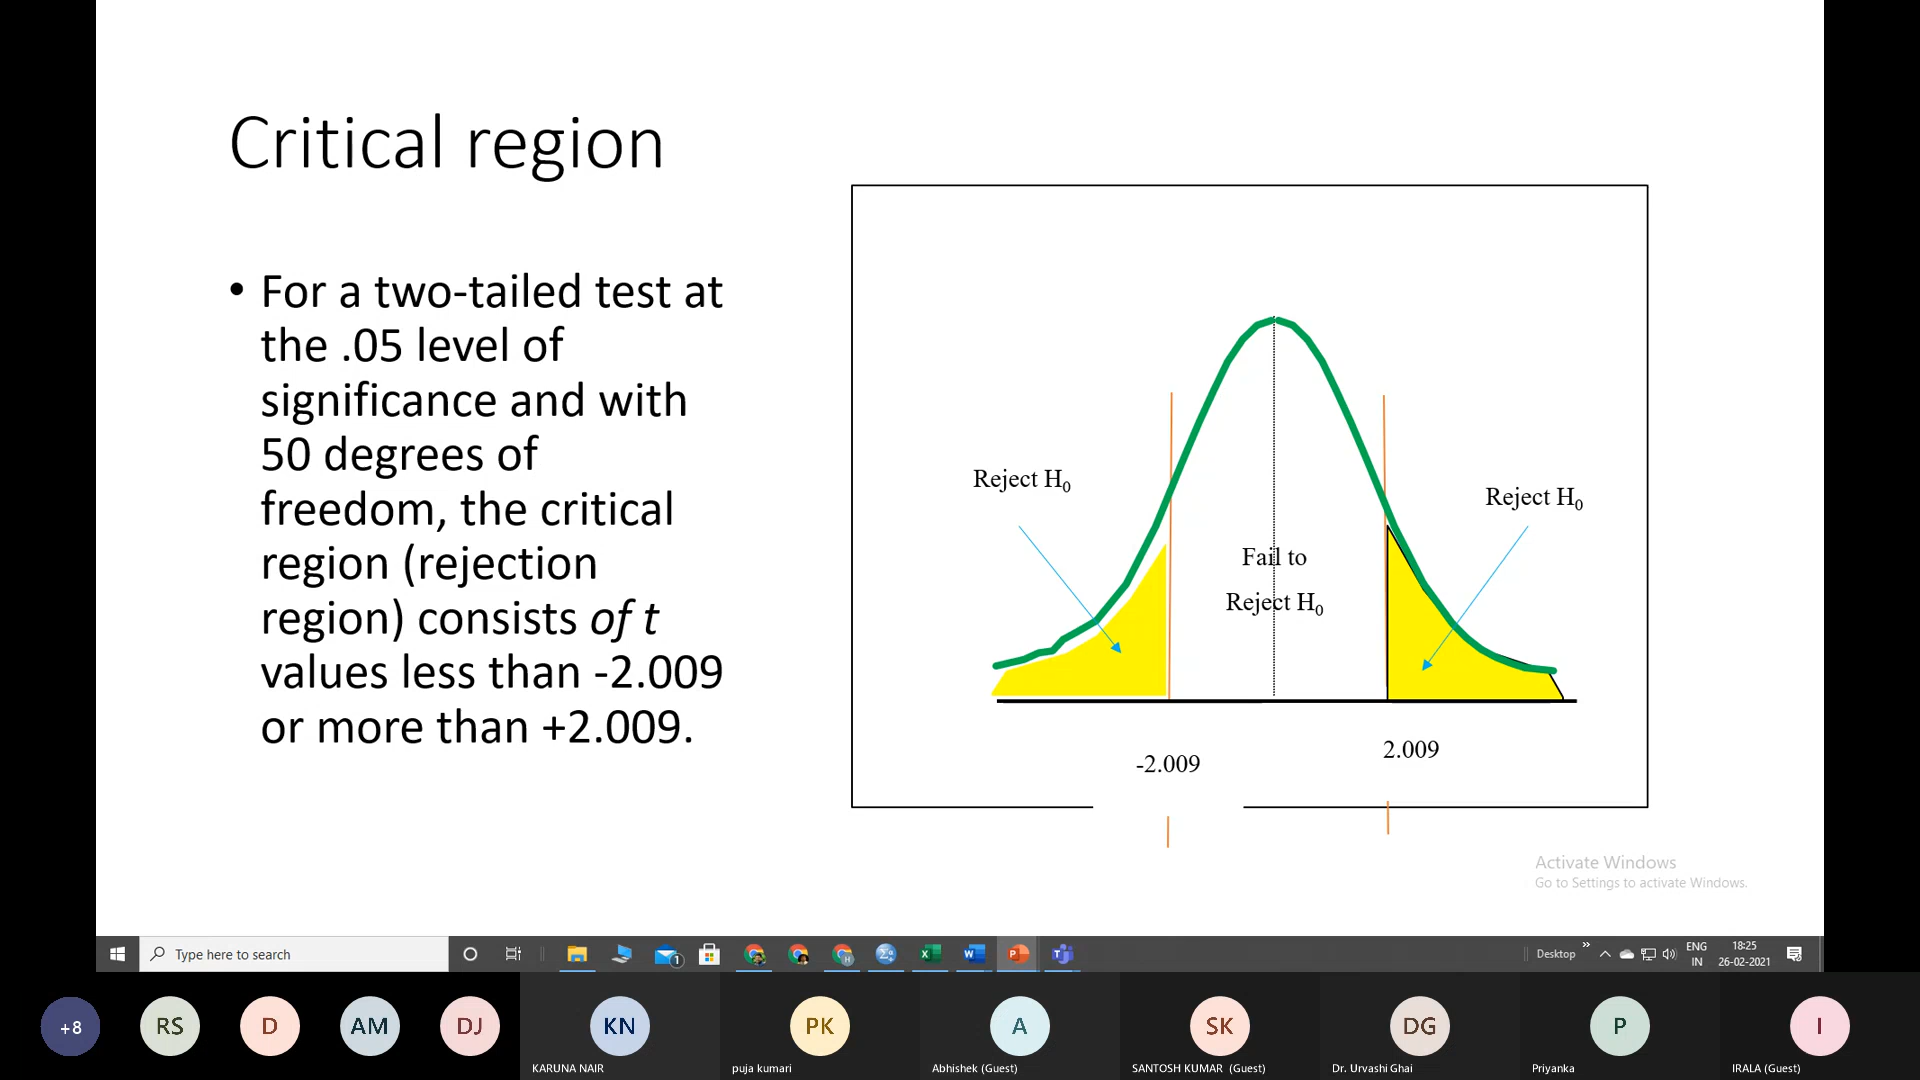 Critical region
• For a two-tailed test at
the .05 level of
significance and with
50 degrees of
freedom, the critical
region (rejection
region) consists of t
values less than -2.009
or more than +2.009.
Reject H₀
Reject H₀
Fail to
Reject H₀
-2.009
2.009
Activate Windows
Go to Settings to activate Windows.
Type here to search
1
Desktop
ENG
IN
18:25
26-02-2021
+8
RS
D
AM
DJ
KN
KARUNA NAIR
PK
puja kumari
A
Abhishek (Guest)
SK
SANTOSH KUMAR (Guest)
DG
Dr. Urvashi Ghai
P
Priyanka
I
IRALA (Guest)